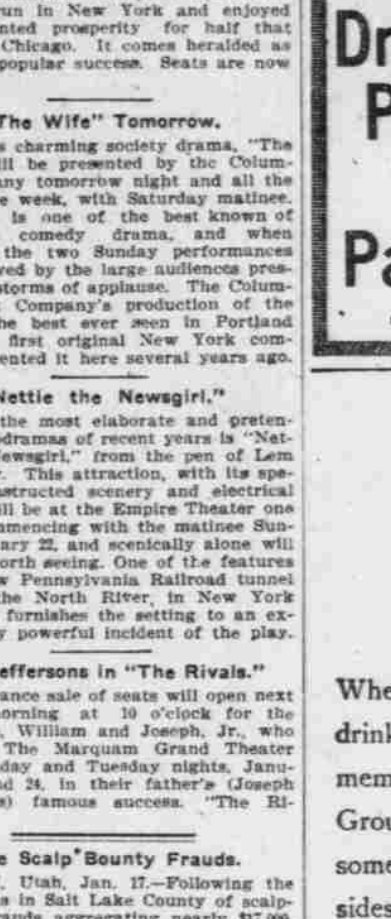 run in New York and enjoyed
nted prosperity for half that
Chicago. It comes heralded as
popular success. Seats are now
The Wife" Tomorrow.
s charming society drama, "The
ill be presented by the Colum-
any tomorrow night and all the
e week, with Saturday matinee.
is one of the best known of
comedy drama, and when
the two Sunday performances
yed by the large audiences pres-
storms of applause. The Colum-
Company's production of the
he best ever seen in Portland
first original New York com-
ented it here several years ago.
Nettie the Newsgirl."
the most elaborate and preten-
odramas of recent years is "Net-
Newsgirl," from the pen of Lem
. This attraction, with its spe-
nstructed scenery and electrical
ill be at the Empire Theater one
mmencing with the matinee Sun-
ary 22, and scenically alone will
orth seeing. One of the features
w Pennsylvania Railroad tunnel
the North River, in New York
furnishes the setting to an ex-
y powerful incident of the play.
effersons in "The Rivals."
ance sale of seats will open next
orning at 10 o'clock for the
, William and Joseph, Jr., who
The Marquam Grand Theater
day and Tuesday nights, Janu-
nd 24, in their father's (Joseph
s) famous success, "The Ri-
e Scalp Bounty Frauds.
, Utah, Jan. 17.—Following the
s in Salt Lake County of scalp-
rauds aggregating nearly
Dr
P
Pa
Whe
drink
mem
Grou
some
sides